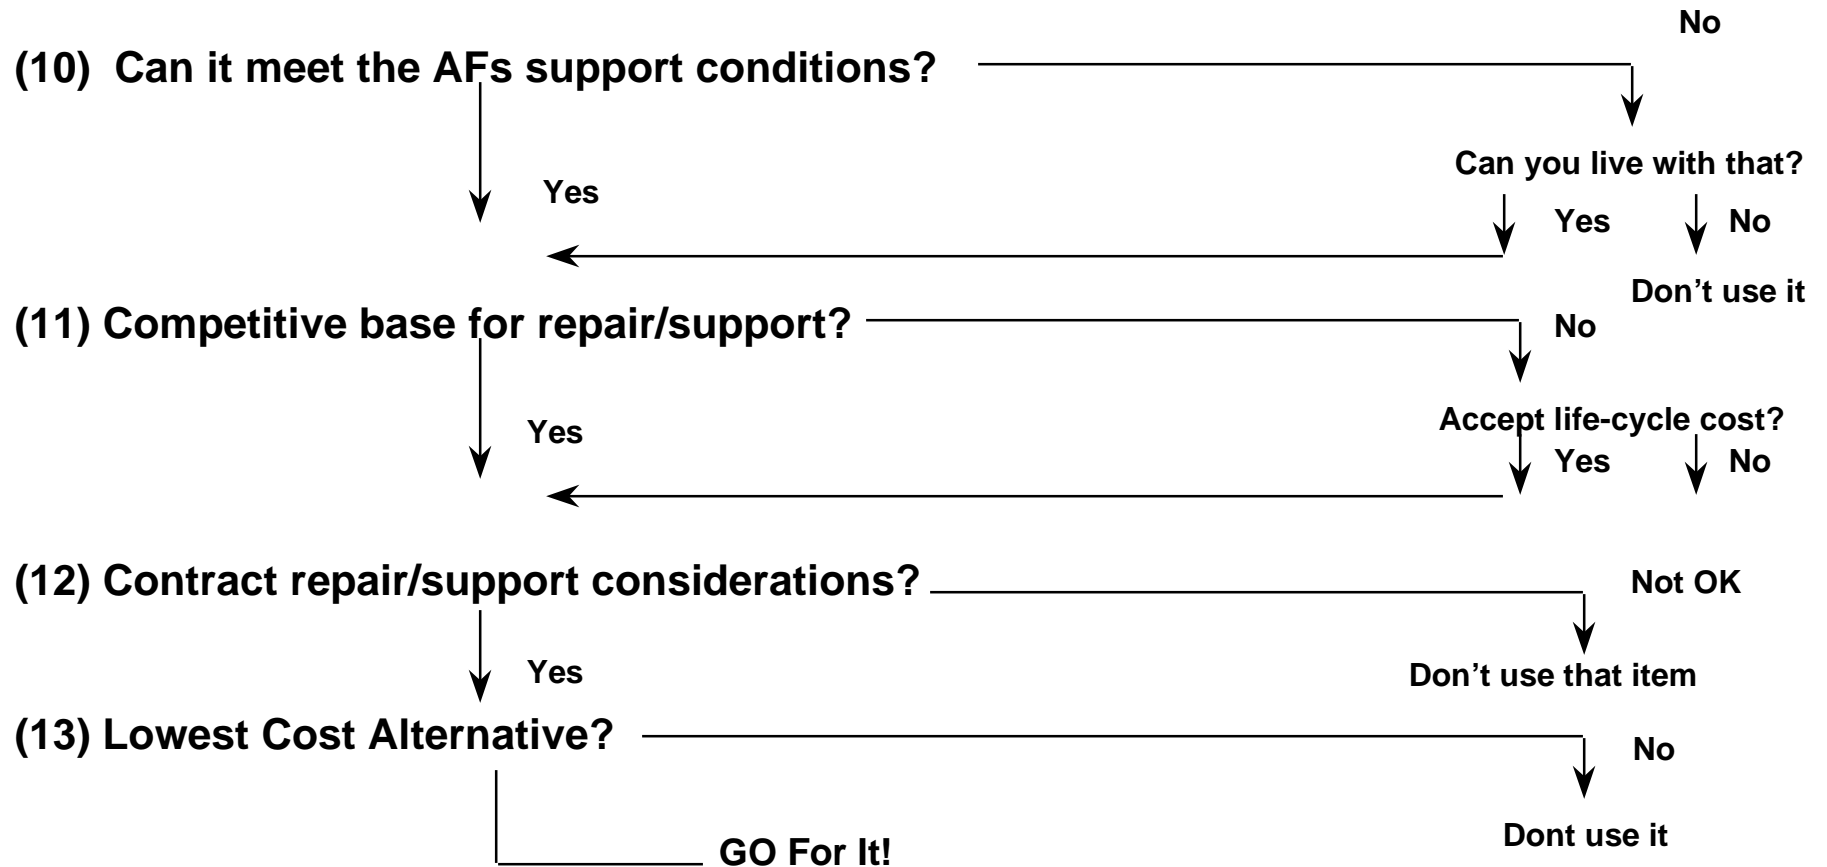 No
(10) Can it meet the AFs support conditions?
Can you live with that?
Yes
Yes No
Don’t use it
(11) Competitive base for repair/support?
No
Accept life-cycle cost?
Yes
Yes No
(12) Contract repair/support considerations?
Not OK
Yes
Don’t use that item
(13) Lowest Cost Alternative?
No
Dont use it
GO For It!